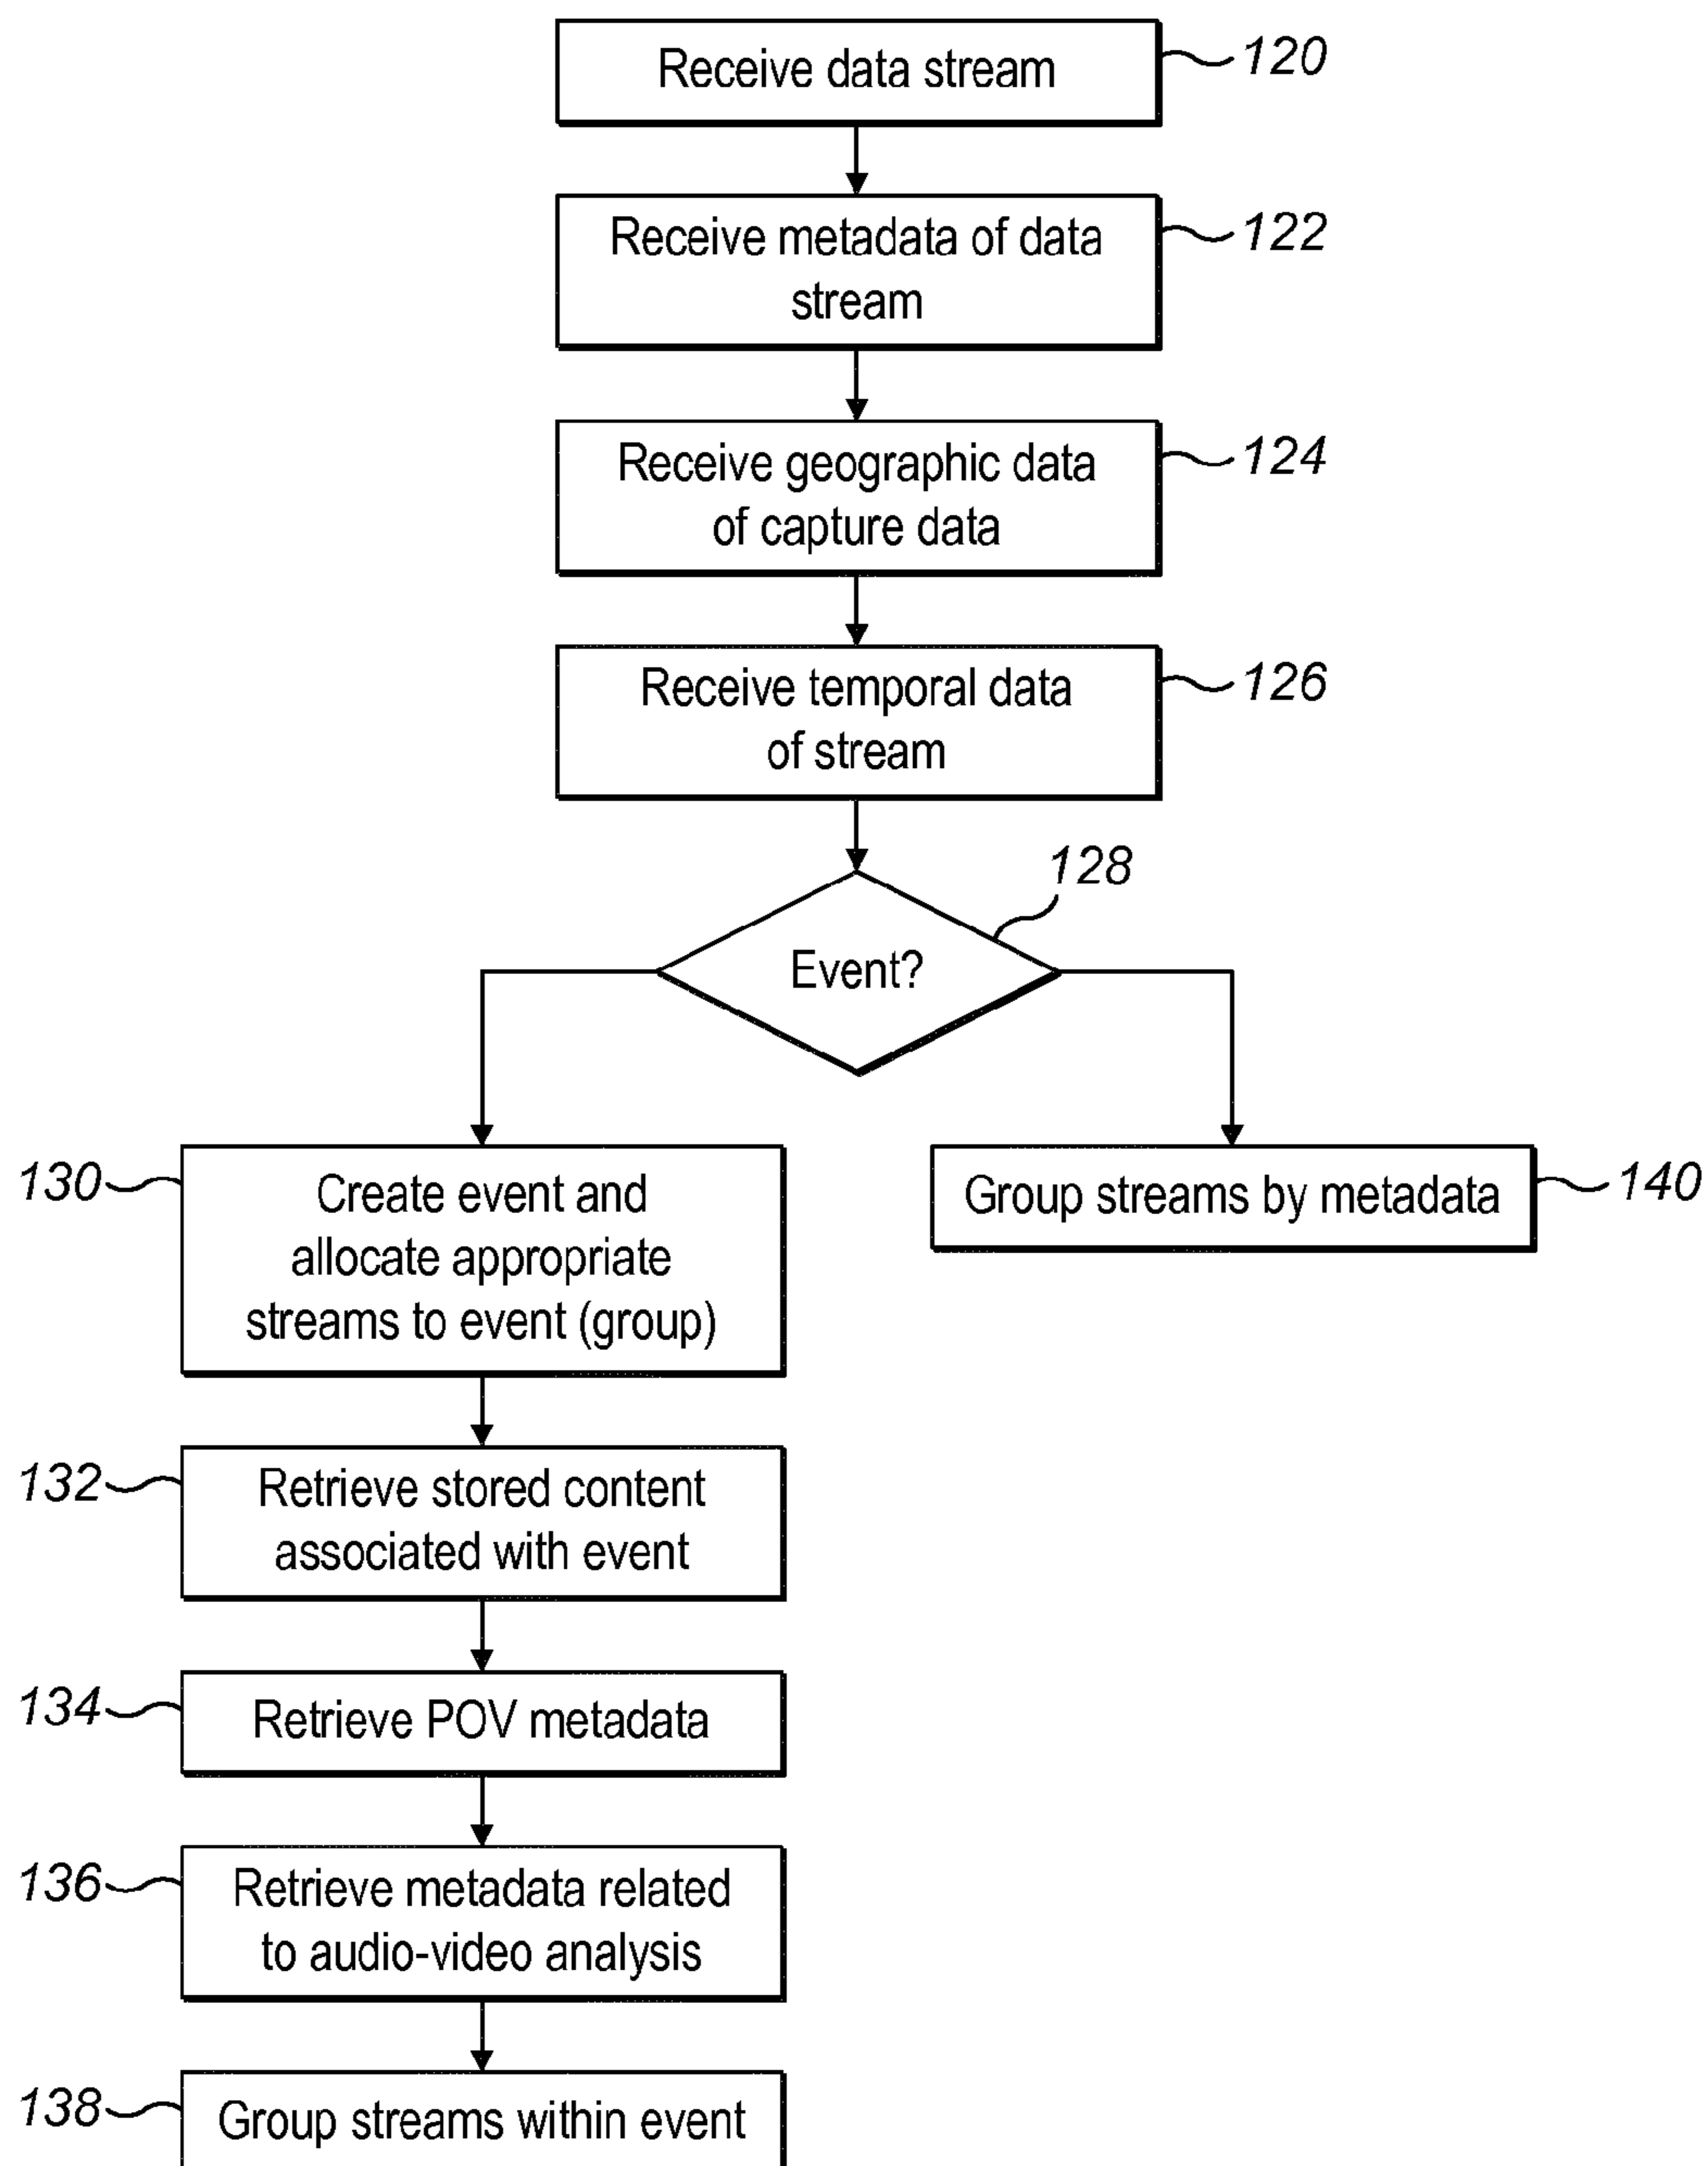 Receive data stream
120
Receive metadata of data
stream
122
Receive geographic data
of capture data
124
Receive temporal data
of stream
126
128
Event?
130
Create event and
allocate appropriate
streams to event (group)
Group streams by metadata
140
132
Retrieve stored content
associated with event
134
Retrieve POV metadata
136
Retrieve metadata related
to audio-video analysis
138
Group streams within event